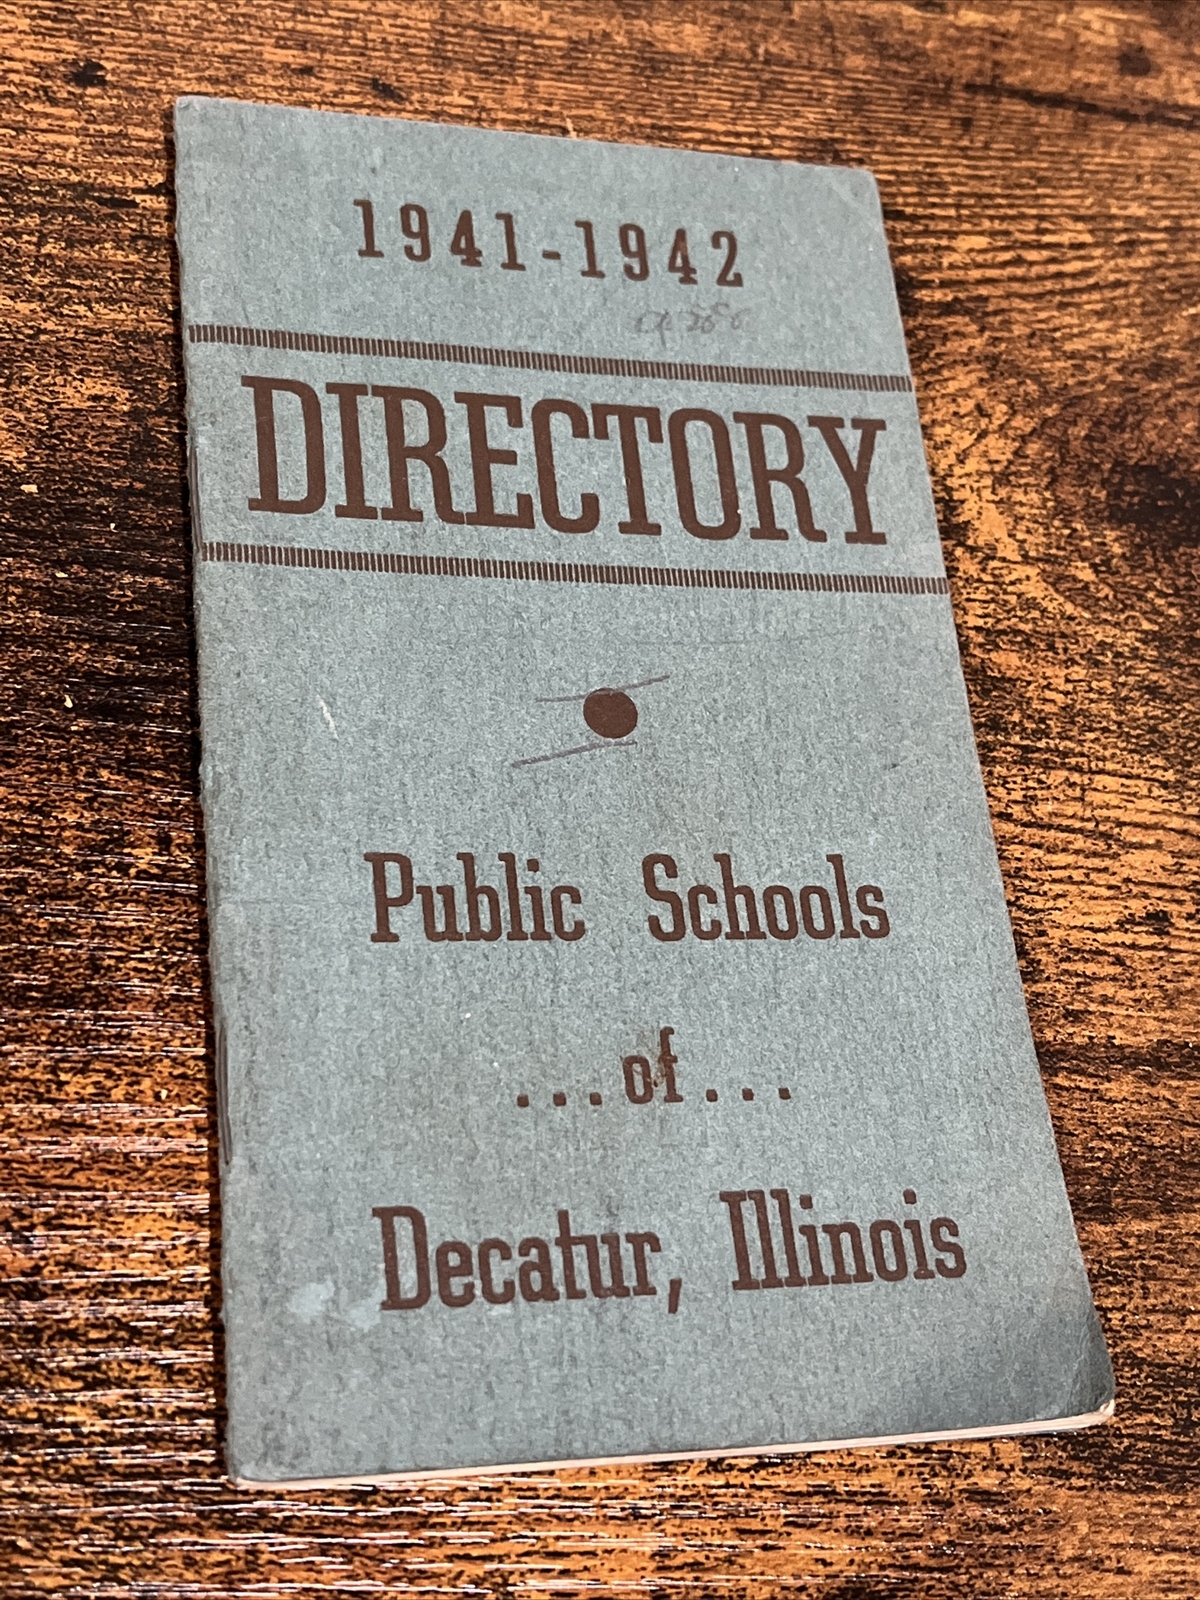 1941-1942
DIRECTORY
Public Schools
...of...
Decatur, Illinois